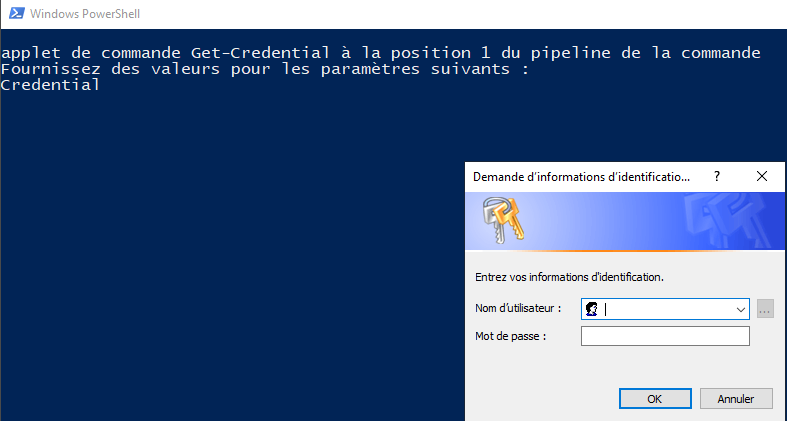 Windows PowerShell
applet de commande Get-Credential à la position 1 du pipeline de la commande
Fournissez des valeurs pour les paramètres suivants :
Credential
Demande d'informations d'identificatio...
?
Entrez vos informations d'identification.
Nom d'utilisateur :
...
Mot de passe :
OK
Annuler